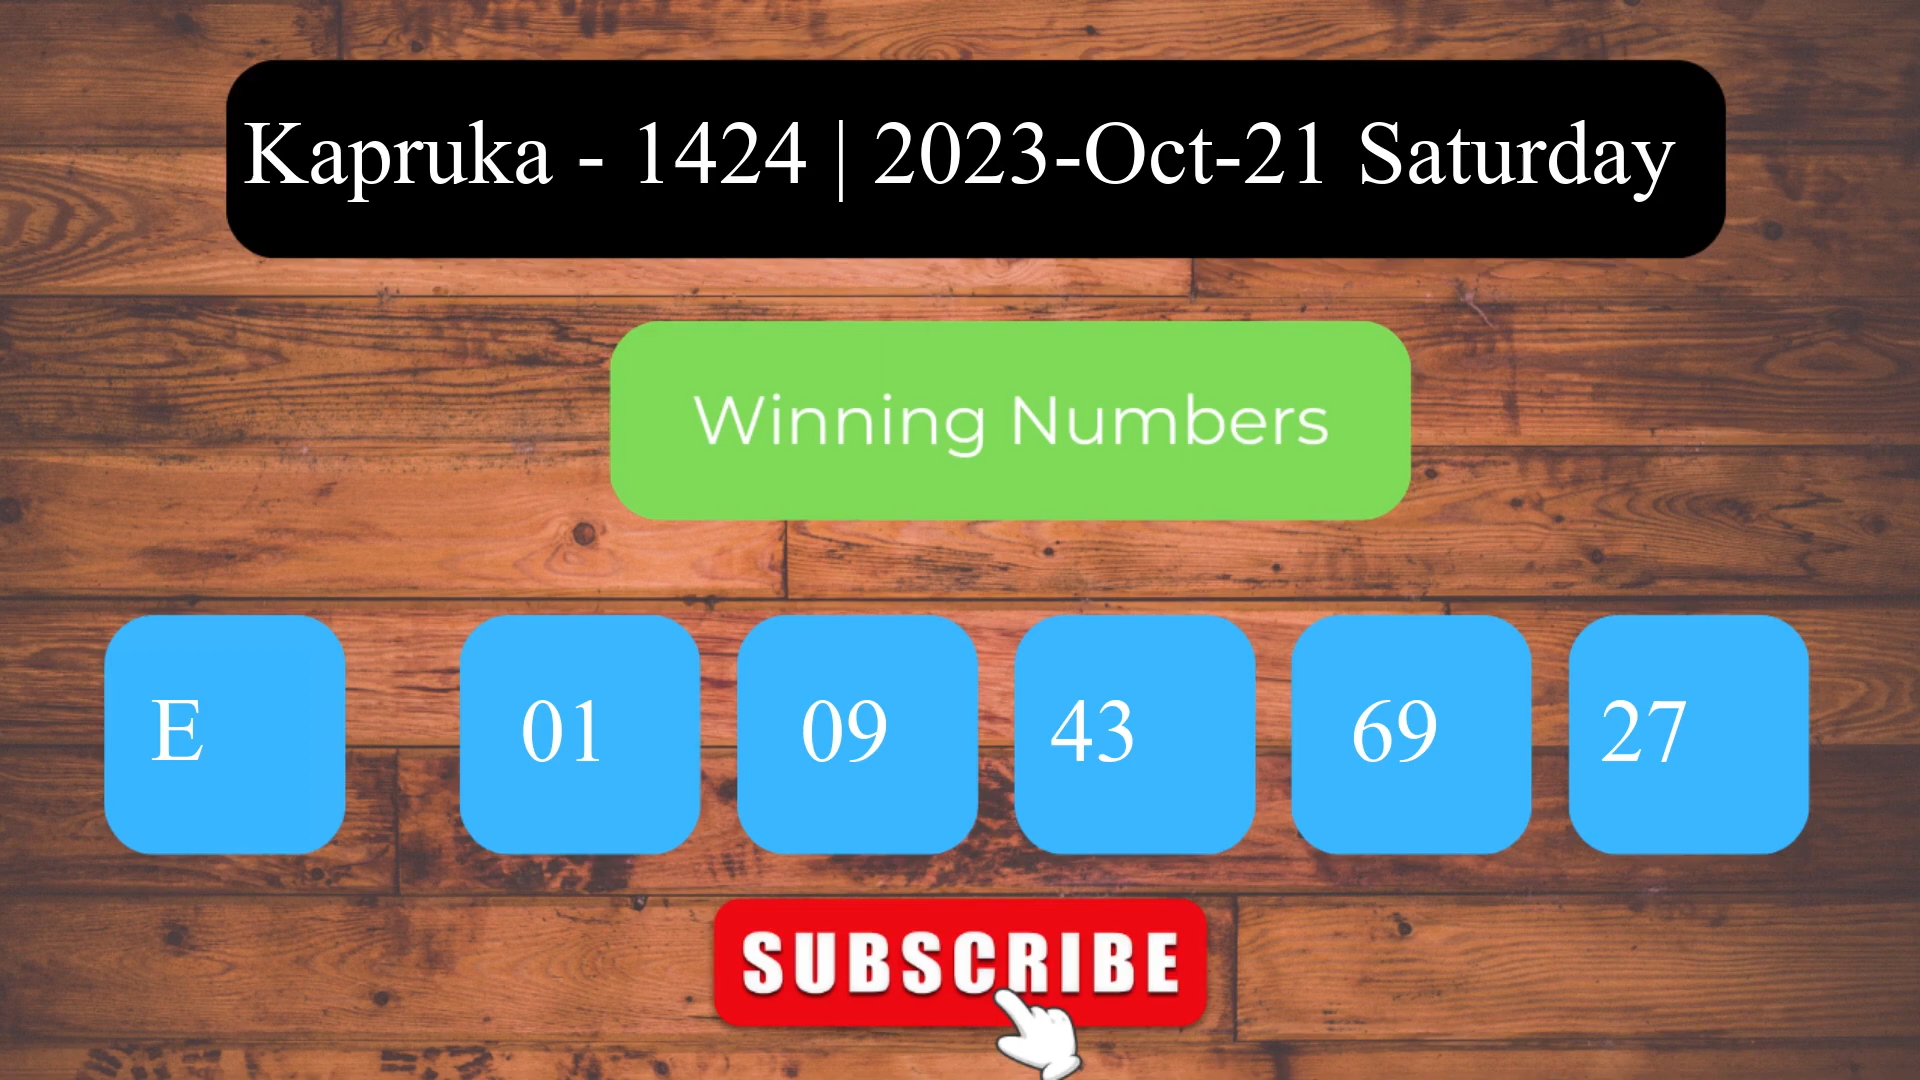 Kapruka - 1424 | 2023-Oct-21 Saturday
Winning Numbers
E 01 09 43 69 27
SUBSCRIBE